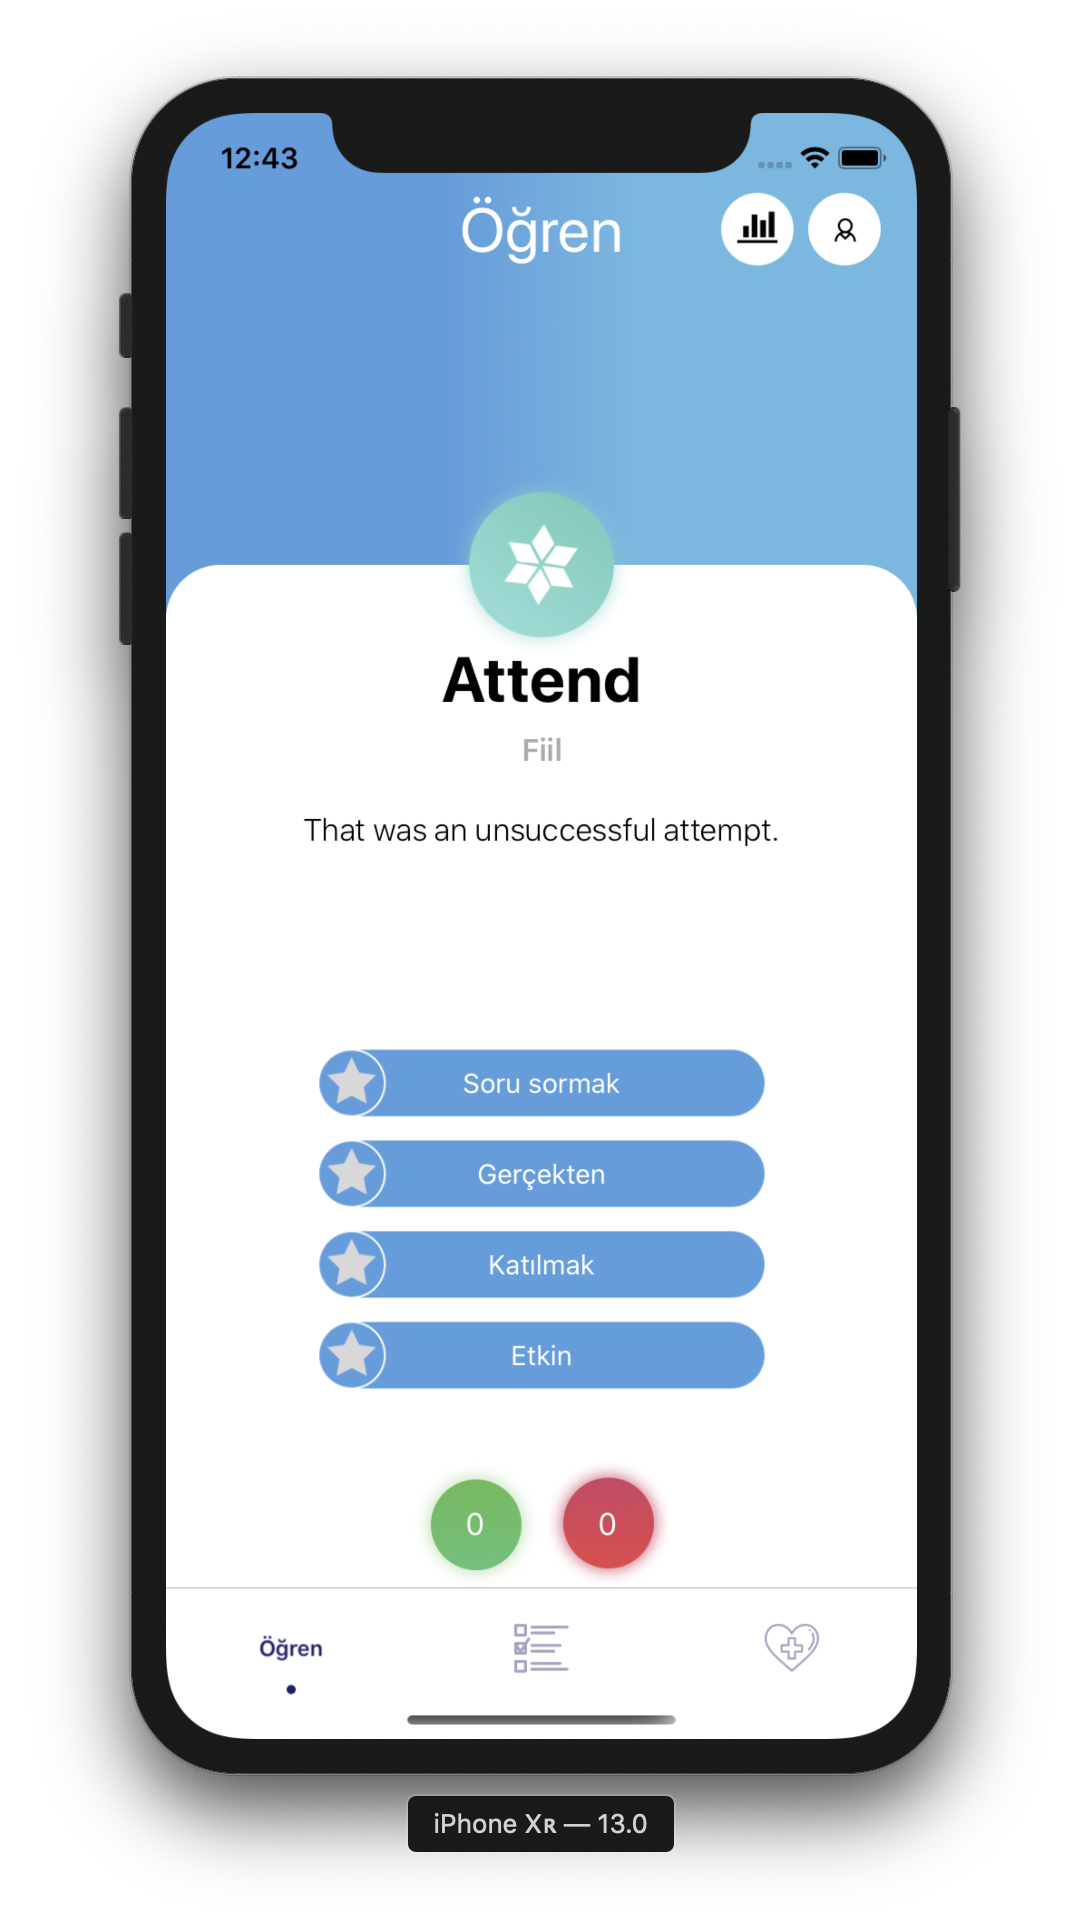 12:43
Öğren
Attend
Fiil
That was an unsuccessful attempt.
Soru sormak
Gerçekten
Katılmak
Etkin
0 0
Öğren
iPhone Xʀ — 13.0